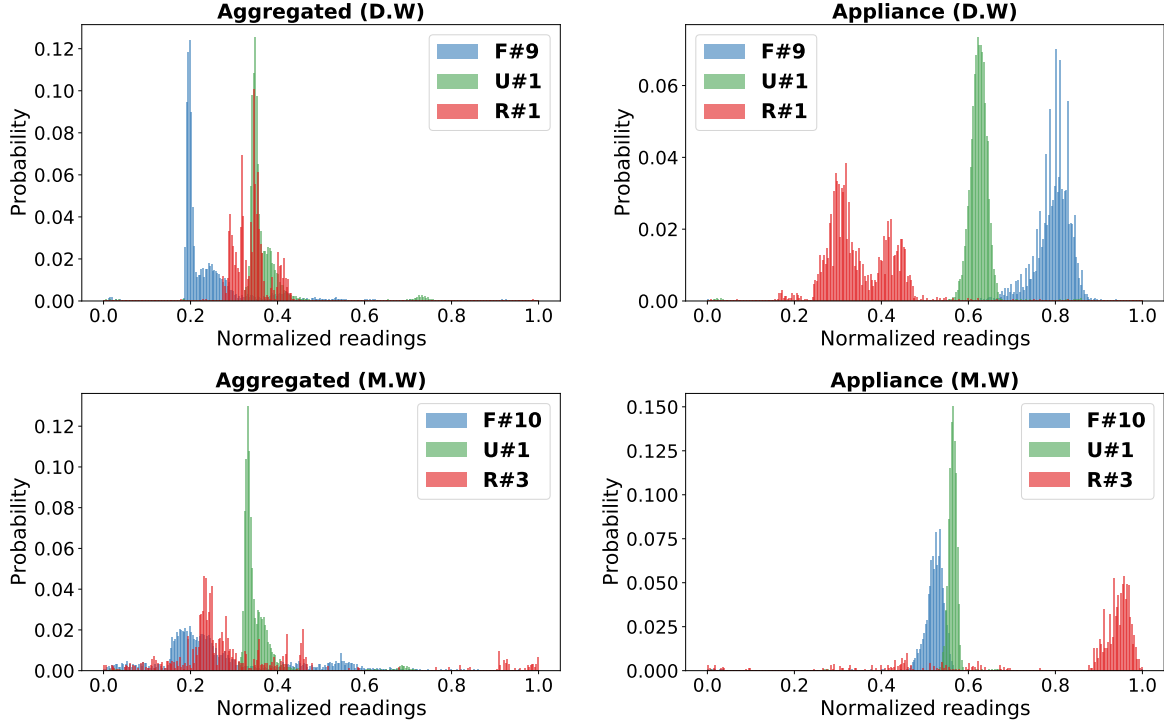 Aggregated (D.W)
Probability
0.12
0.10
0.08
0.06
0.04
0.02
0.00
F#9
U#1
R#1
0.0 0.2 0.4 0.6 0.8 1.0
Normalized readings
Appliance (D.W)
Probability
0.06
0.04
0.02
0.00
F#9
U#1
R#1
0.0 0.2 0.4 0.6 0.8 1.0
Normalized readings
Aggregated (M.W)
Probability
0.12
0.10
0.08
0.06
0.04
0.02
0.00
F#10
U#1
R#3
0.0 0.2 0.4 0.6 0.8 1.0
Normalized readings
Appliance (M.W)
Probability
0.150
0.125
0.100
0.075
0.050
0.025
0.000
F#10
U#1
R#3
0.0 0.2 0.4 0.6 0.8 1.0
Normalized readings